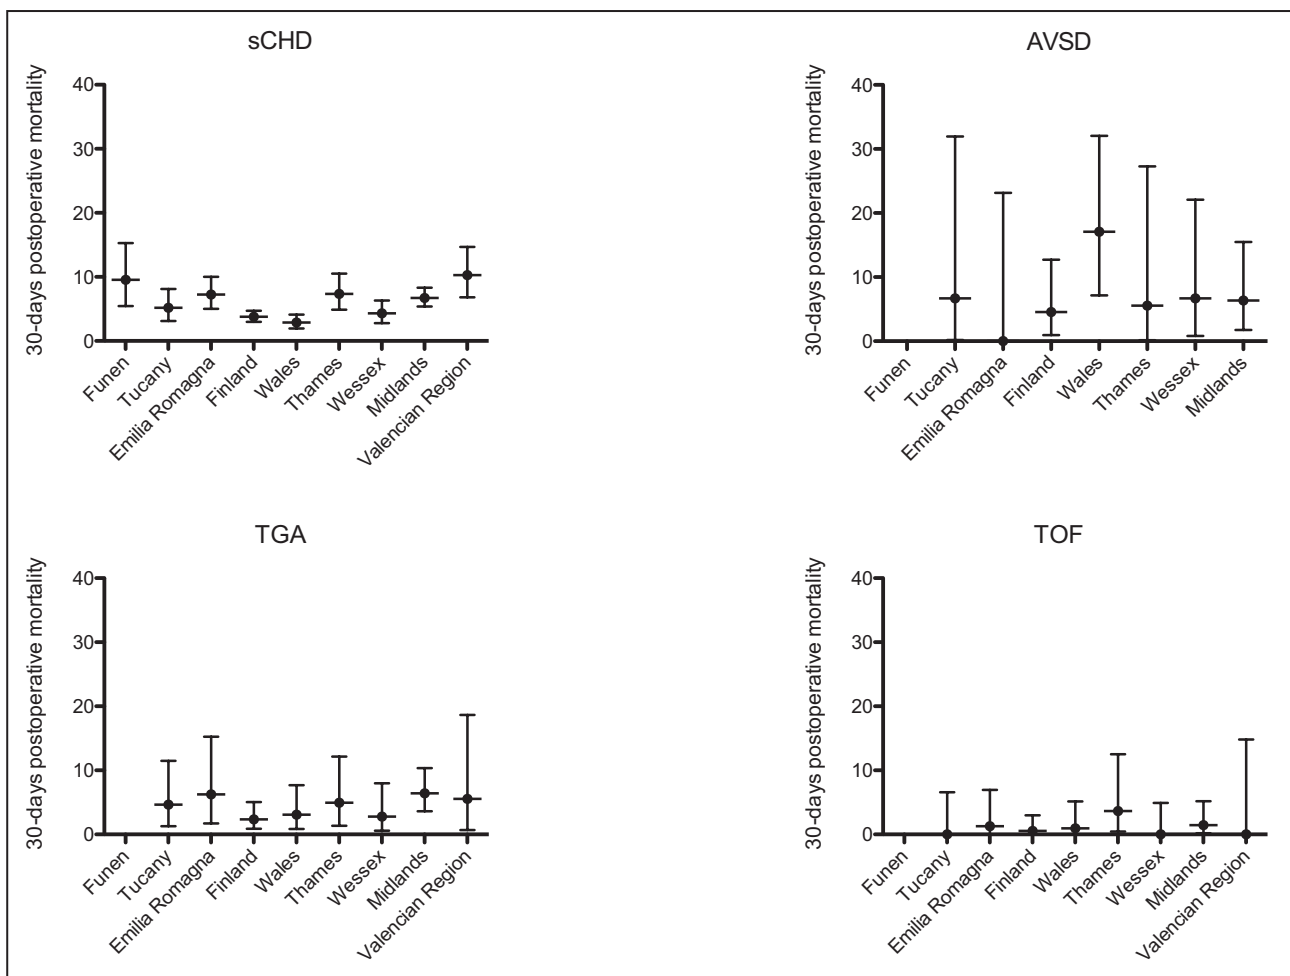 sCHD
30-days postoperative mortality
40
30
20
10
0
Funen
Tucany
Emilia Romagna
Finland
Wales
Thames
Wessex
Midlands
Valencian Region
AVSD
30-days postoperative mortality
40
30
20
10
0
Funen
Tucany
Emilia Romagna
Finland
Wales
Thames
Wessex
Midlands
TGA
30-days postoperative mortality
40
30
20
10
0
Funen
Tucany
Emilia Romagna
Finland
Wales
Thames
Wessex
Midlands
Valencian Region
TOF
30-days postoperative mortality
40
30
20
10
0
Funen
Tucany
Emilia Romagna
Finland
Wales
Thames
Wessex
Midlands
Valencian Region